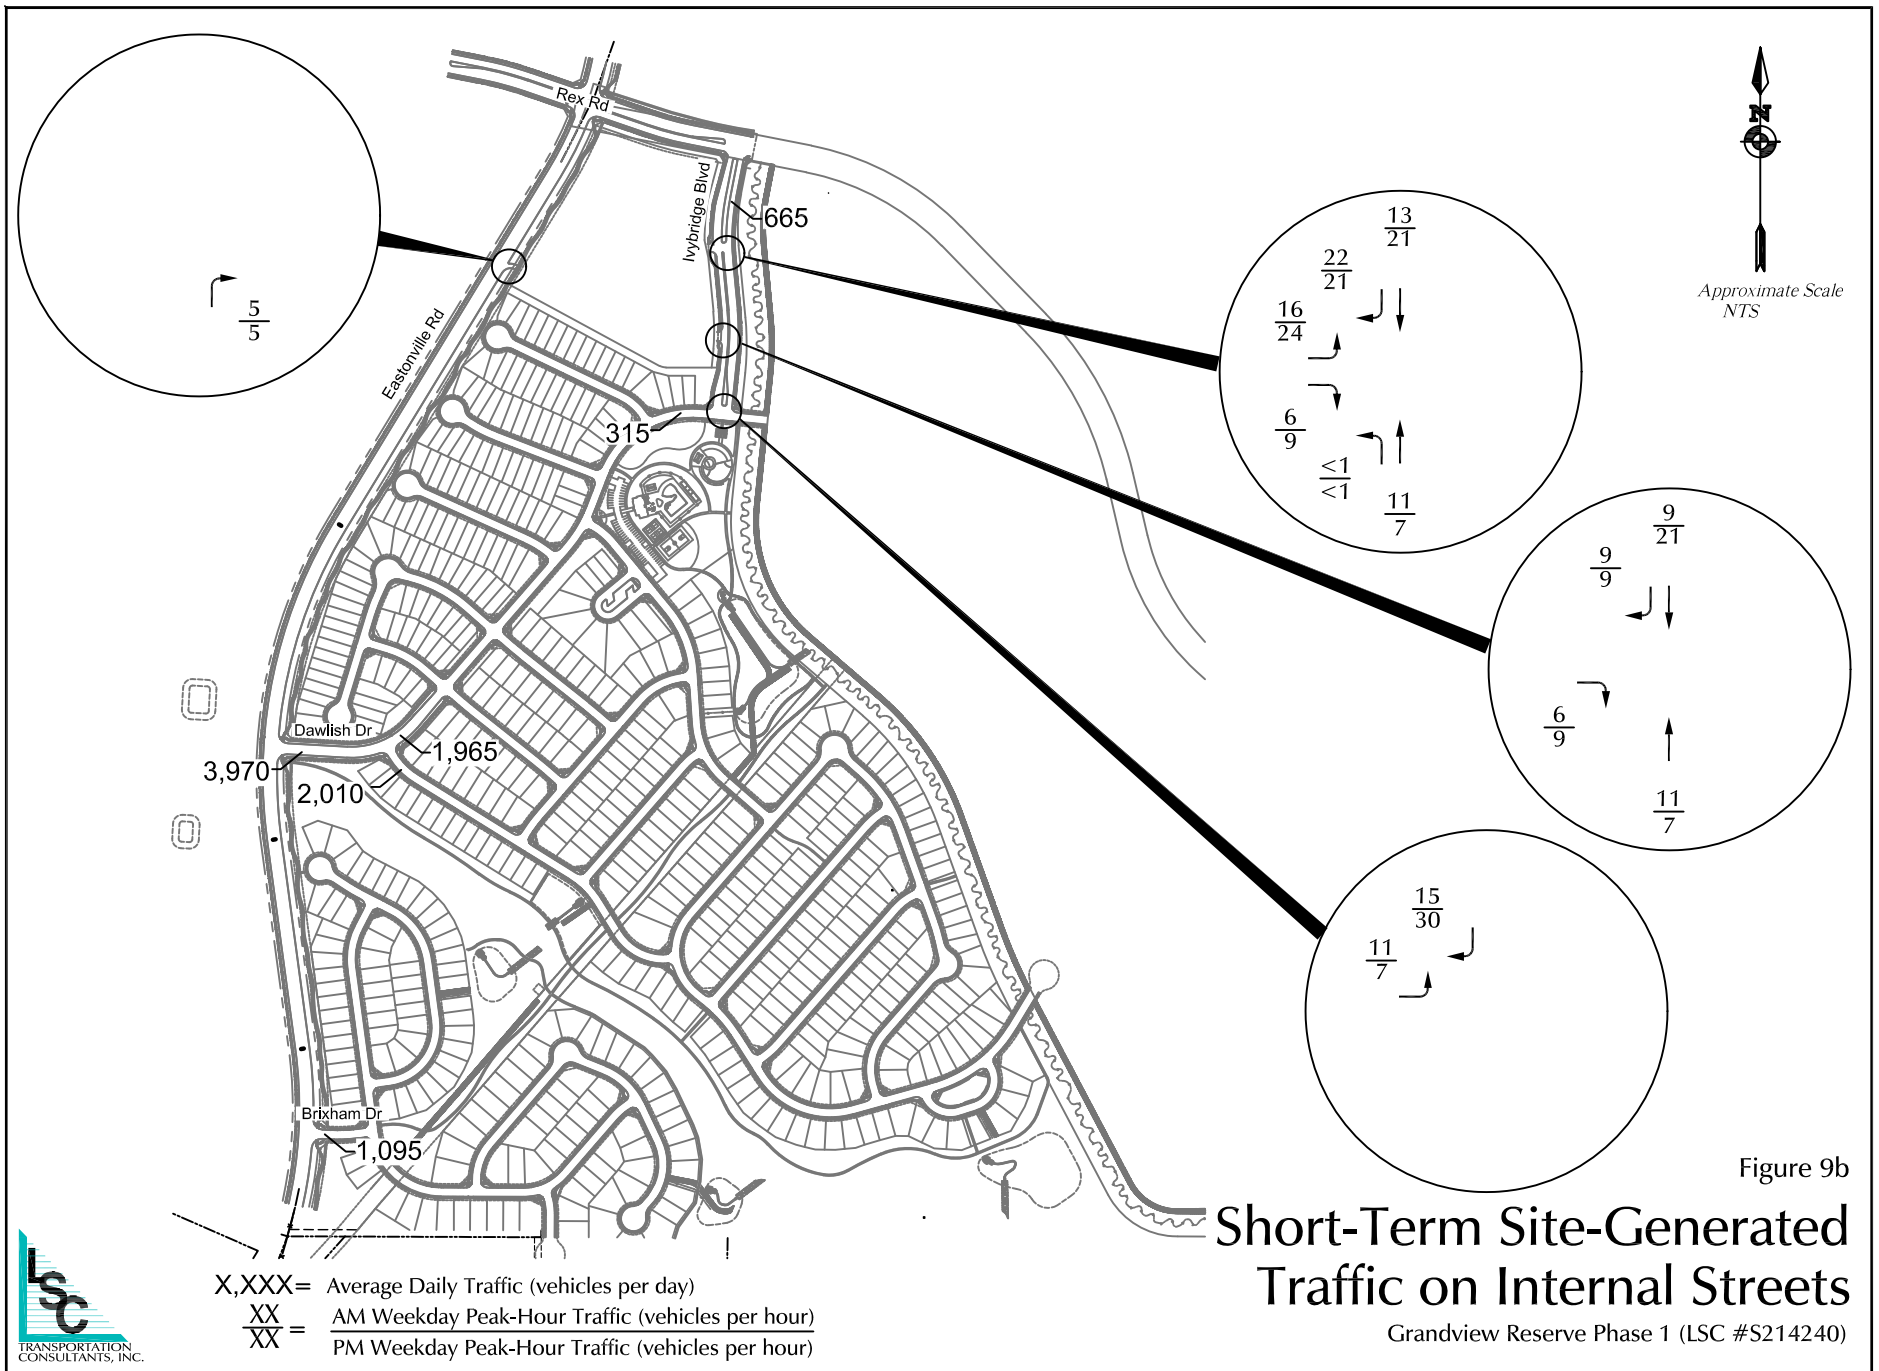 Rex Rd
Ivybridge Blvd
665
N
Approximate Scale
NTS
5
5
Eastonville Rd
315
13
21
22
21
16
24
6
9
<1
<1
11
7
9
21
9
9
6
9
11
7
Dawlish Dr
1,965
3,970
2,010
15
30
11
7
Brixham Dr
1,095
Figure 9b
Short-Term Site-Generated
Traffic on Internal Streets
Grandview Reserve Phase 1 (LSC #S214240)
X,XXX= Average Daily Traffic (vehicles per day)
XX = AM Weekday Peak-Hour Traffic (vehicles per hour)
XX PM Weekday Peak-Hour Traffic (vehicles per hour)
LSC
TRANSPORTATION
CONSULTANTS, INC.